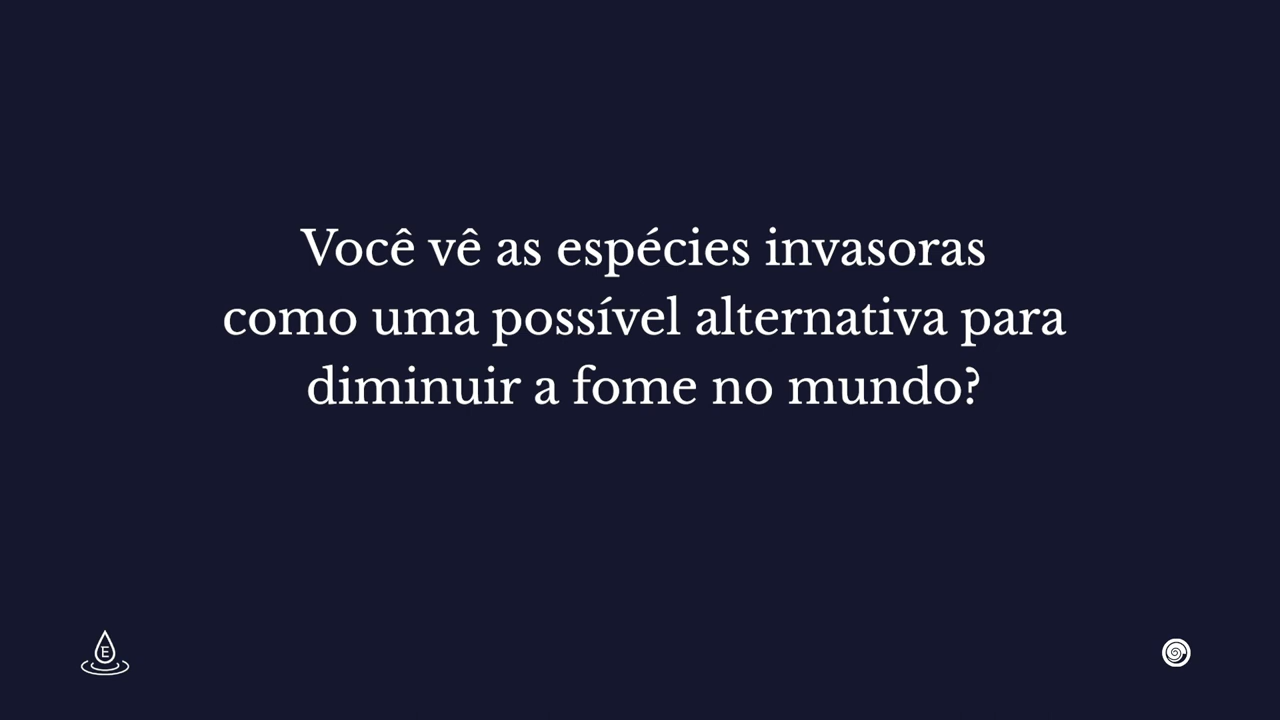 Você vê as espécies invasoras
como uma possível alternativa para
diminuir a fome no mundo?
E